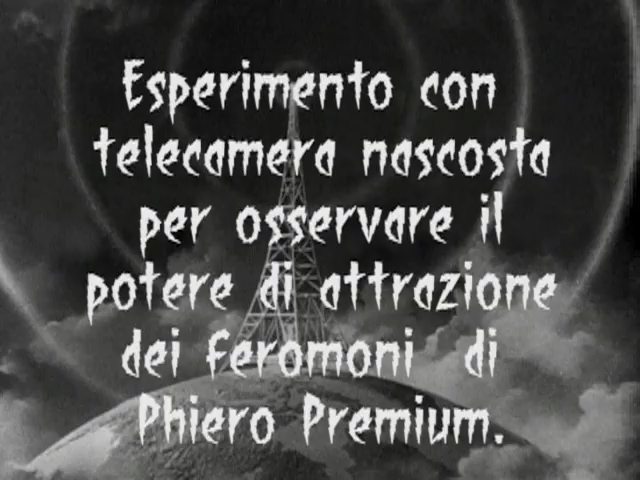 Esperimento con
telecamera nascosta
per osservare il
potere di attrazione
dei feromoni di
Phiero Premium.